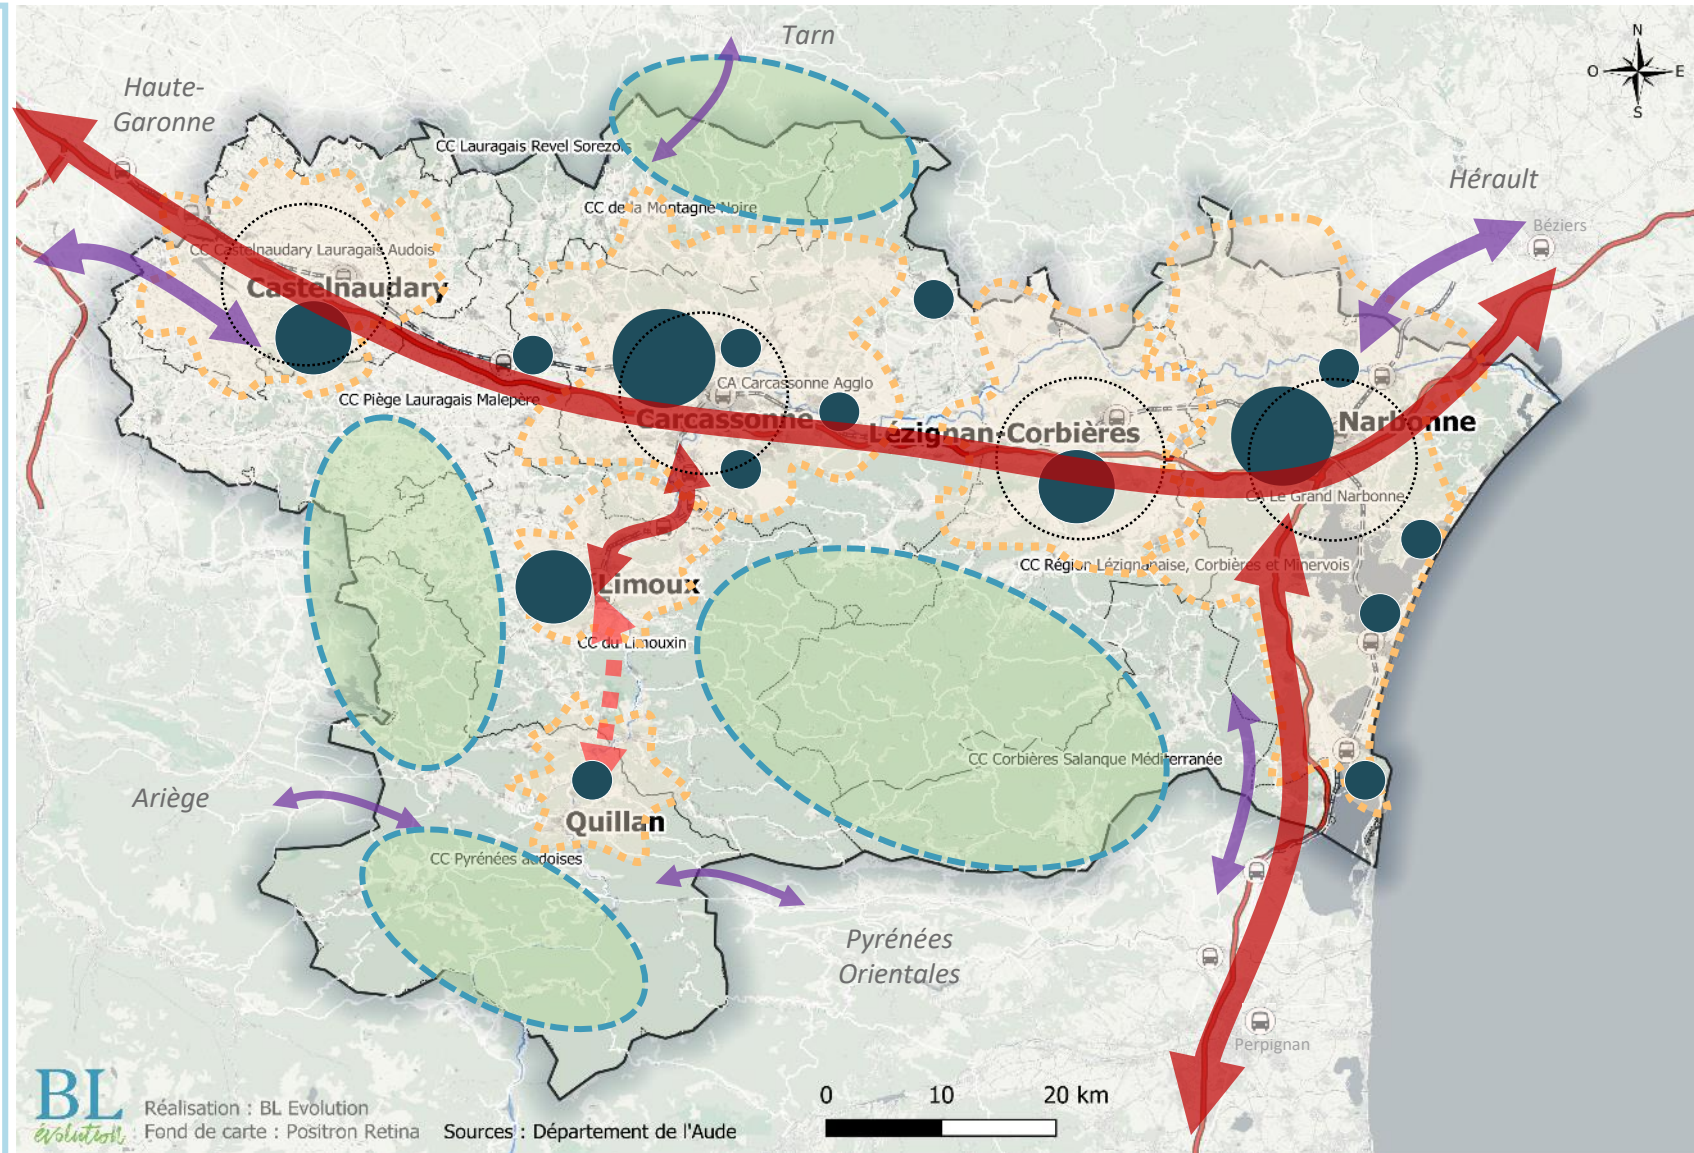 Tarn
N
O
E
S
Haute-
Garonne
CC Lauragais Revel Sorezois
Hérault
CC de la Montagne Noire
Béziers
CC Castelnaudary Lauragais Audois
Castelnaudary
CA Carcassonne Agglo
CC Piège Lauragais Malepère
Carcassonne
Lézignan-Corbières
Narbonne
CA Le Grand Narbonne
CC Région Lézignanaise, Corbières et Minervois
Limoux
CC du Limouxin
CC Corbières Salanque Méditerranée
Ariège
Quillan
CC Pyrénées audoises
Pyrénées
Orientales
Perpignan
BL
évolution
Réalisation : BL Evolution
Fond de carte : Positron Retina
Sources : Département de l'Aude
0 10 20 km